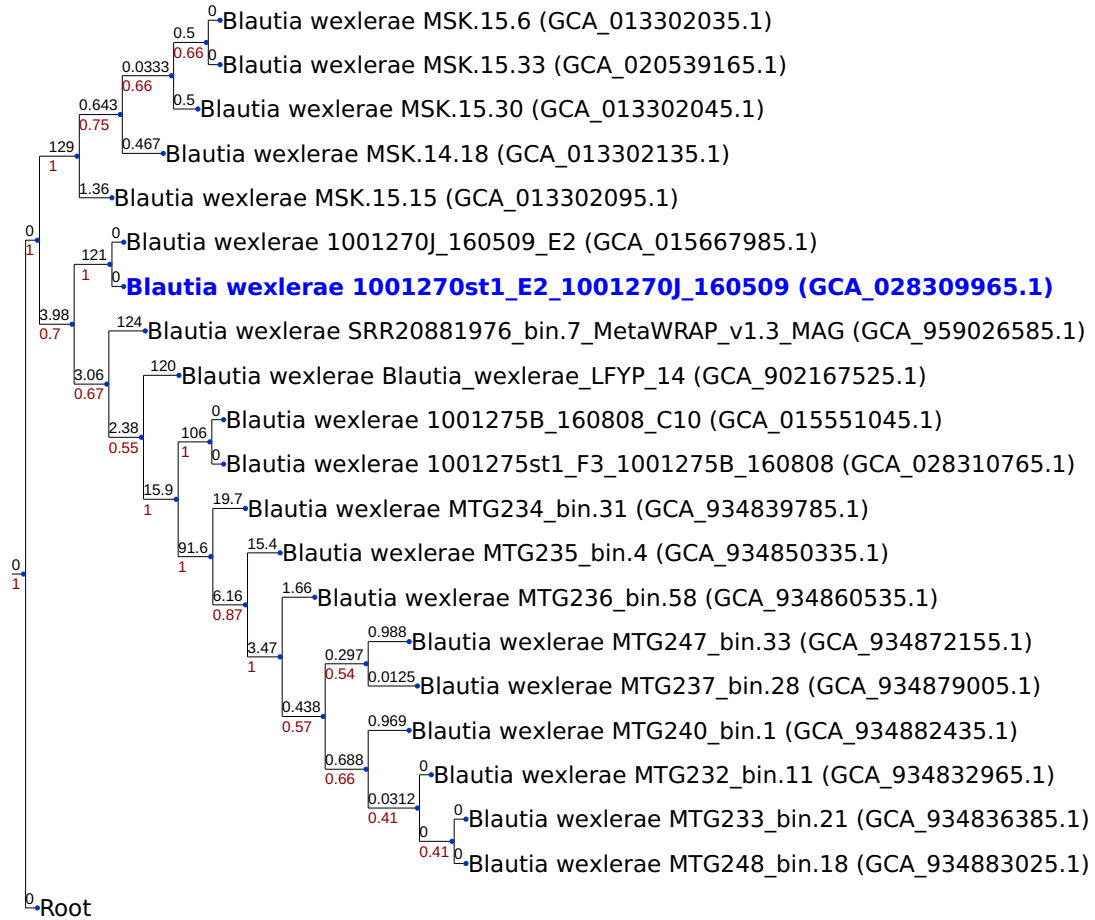 0
Blautia wexlerae MSK.15.6 (GCA_013302035.1)
0.5
0.66
0
Blautia wexlerae MSK.15.33 (GCA_020539165.1)
0.0333
0.66
0.5
Blautia wexlerae MSK.15.30 (GCA_013302045.1)
0.643
0.75
0.467
Blautia wexlerae MSK.14.18 (GCA_013302135.1)
129
1
1.36
Blautia wexlerae MSK.15.15 (GCA_013302095.1)
0
1
0
Blautia wexlerae 1001270J_160509_E2 (GCA_015667985.1)
121
1
0
Blautia wexlerae 1001270st1_E2_1001270J_160509 (GCA_028309965.1)
3.98
0.7
124
Blautia wexlerae SRR20881976_bin.7_MetaWRAP_v1.3_MAG (GCA_959026585.1)
3.06
0.67
120
Blautia wexlerae Blautia_wexlerae_LFYP_14 (GCA_902167525.1)
2.38
0.55
0
Blautia wexlerae 1001275B_160808_C10 (GCA_015551045.1)
106
1
0
Blautia wexlerae 1001275st1_F3_1001275B_160808 (GCA_028310765.1)
15.9
1
19.7
Blautia wexlerae MTG234_bin.31 (GCA_934839785.1)
91.6
1
15.4
Blautia wexlerae MTG235_bin.4 (GCA_934850335.1)
0
1
6.16
0.87
1.66
Blautia wexlerae MTG236_bin.58 (GCA_934860535.1)
3.47
1
0.988
Blautia wexlerae MTG247_bin.33 (GCA_934872155.1)
0.297
0.54
0.0125
Blautia wexlerae MTG237_bin.28 (GCA_934879005.1)
0.438
0.57
0.969
Blautia wexlerae MTG240_bin.1 (GCA_934882435.1)
0.688
0.66
0
Blautia wexlerae MTG232_bin.11 (GCA_934832965.1)
0.0312
0.41
0
Blautia wexlerae MTG233_bin.21 (GCA_934836385.1)
0
0.41
0
Blautia wexlerae MTG248_bin.18 (GCA_934883025.1)
0
Root